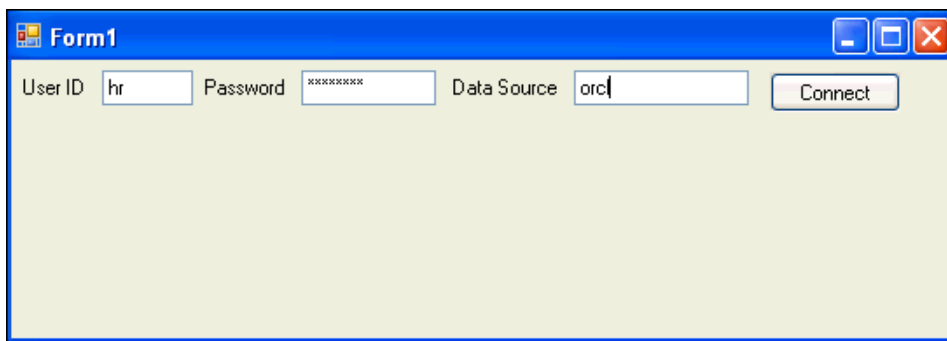 Form1
User ID hr Password ******** Data Source orcl Connect